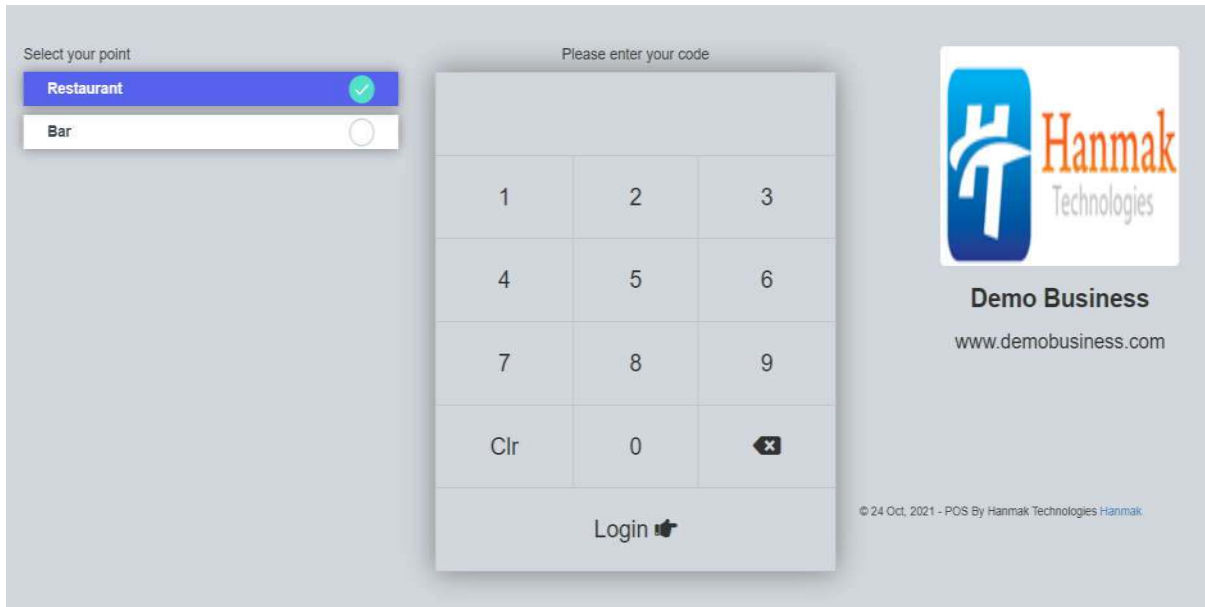 Select your point
Restaurant
Bar
Please enter your code
1 2 3
4 5 6
7 8 9
Clr 0
Login
Hanmak
Technologies
Demo Business
www.demobusiness.com
© 24 Oct, 2021 - POS By Hanmak Technologies Hanmak